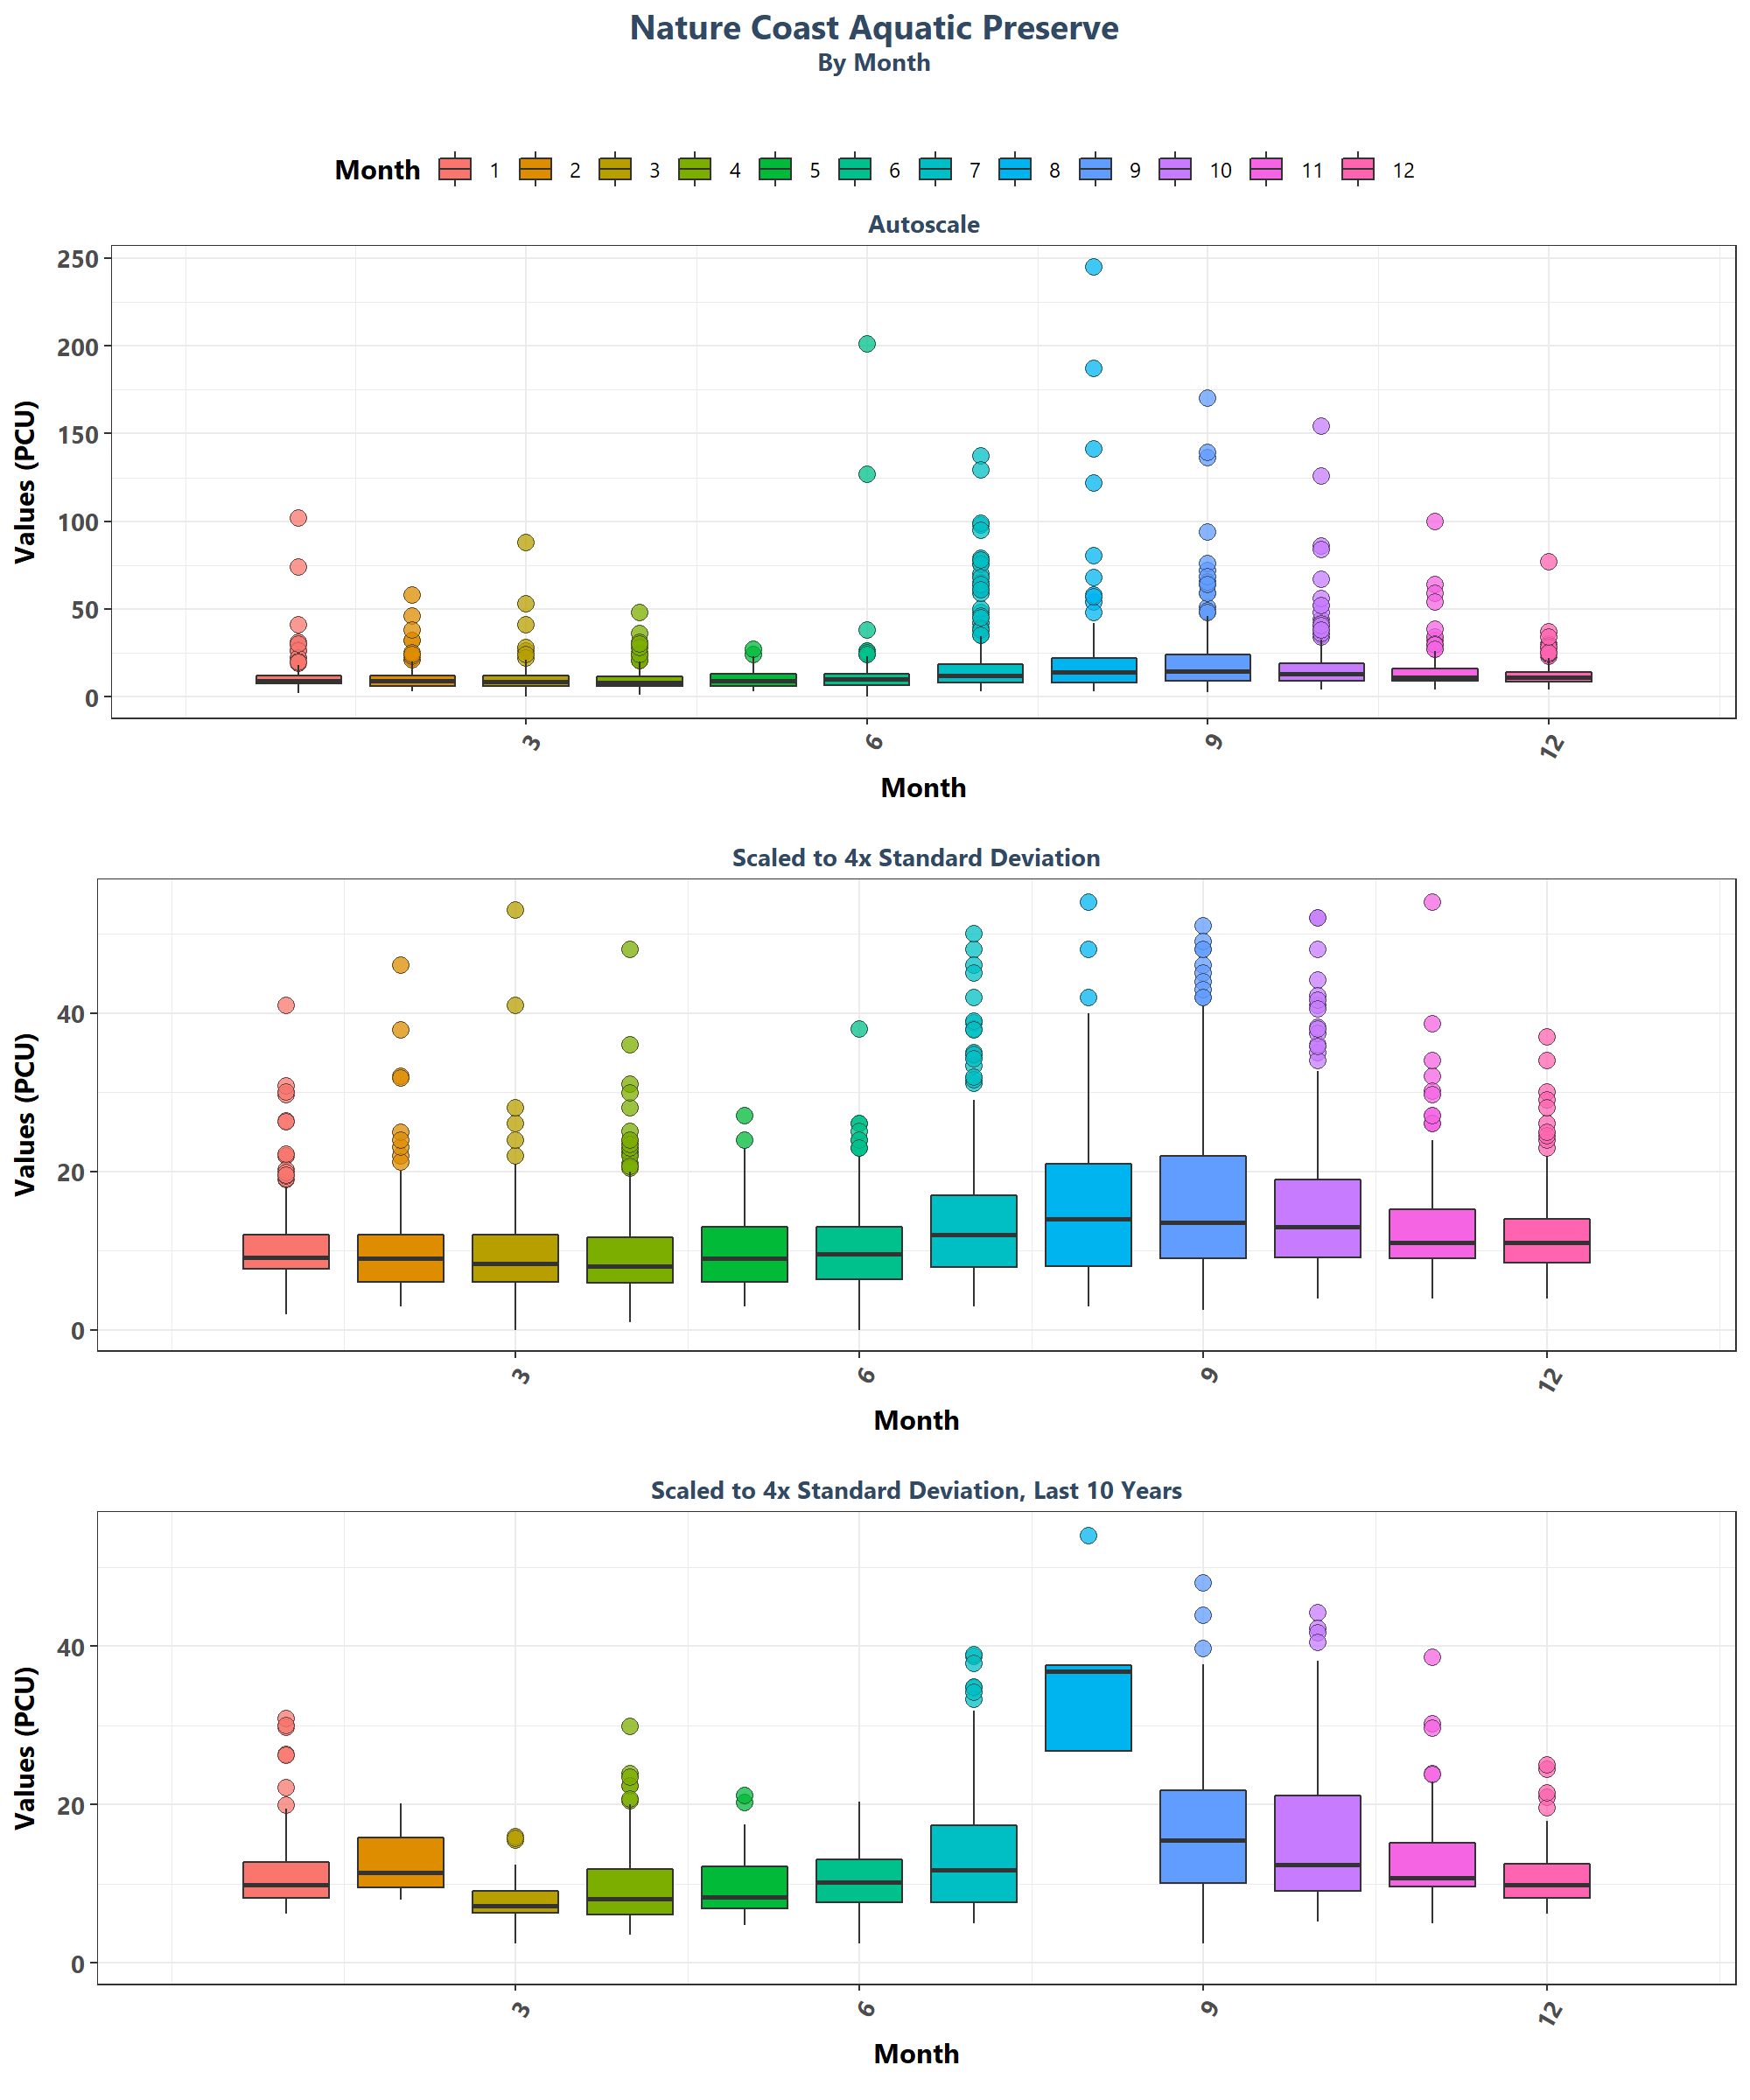 Nature Coast Aquatic Preserve
By Month
Month 1 2 3 4 5 6 7 8 9 10 11 12
Autoscale
Values (PCU)
250
200
150
100
50
0
3 6 9 12
Month
Scaled to 4x Standard Deviation
Values (PCU)
40
20
0
3 6 9 12
Month
Scaled to 4x Standard Deviation, Last 10 Years
Values (PCU)
40
20
0
3 6 9 12
Month